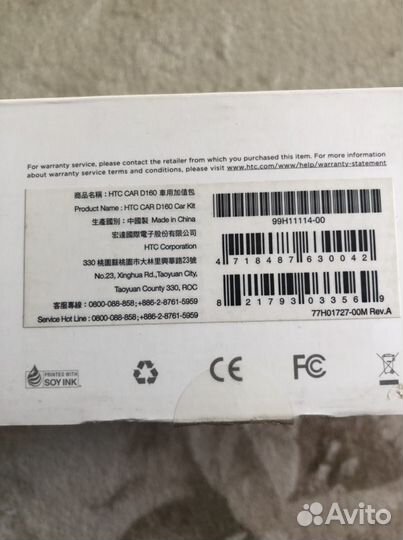 For warranty service, please contact the retailer from which you purchased this item. For more information
about warranty service terms and conditions, please visit: www.htc.com/www/help/warranty-statement
商品名稱：HTC CAR D160 車用加值包
Product Name : HTC CAR D160 Car Kit
生產國別：中國製 Made in China
宏達國際電子股份有限公司
HTC Corporation
330 桃園縣桃園市大林里興華路23號
No.23, Xinghua Rd.,Taoyuan City,
Taoyuan County 330, ROC
客服專線：0800-088-858；+886-2-8761-5959
Service Hot Line : 0800-088-858; +886-2-8761-5959
99H11114-00
4 718487 630042
8 21793 03356 9
77H01727-00M Rev.A
PRINTED WITH
SOY INK
CE
FC
Avito